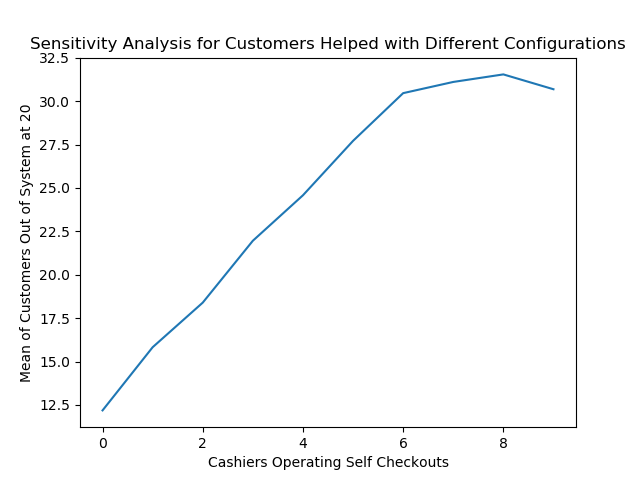 Sensitivity Analysis for Customers Helped with Different Configurations
Mean of Customers Out of System at 20
32.5
30.0
27.5
25.0
22.5
20.0
17.5
15.0
12.5
0 2 4 6 8
Cashiers Operating Self Checkouts